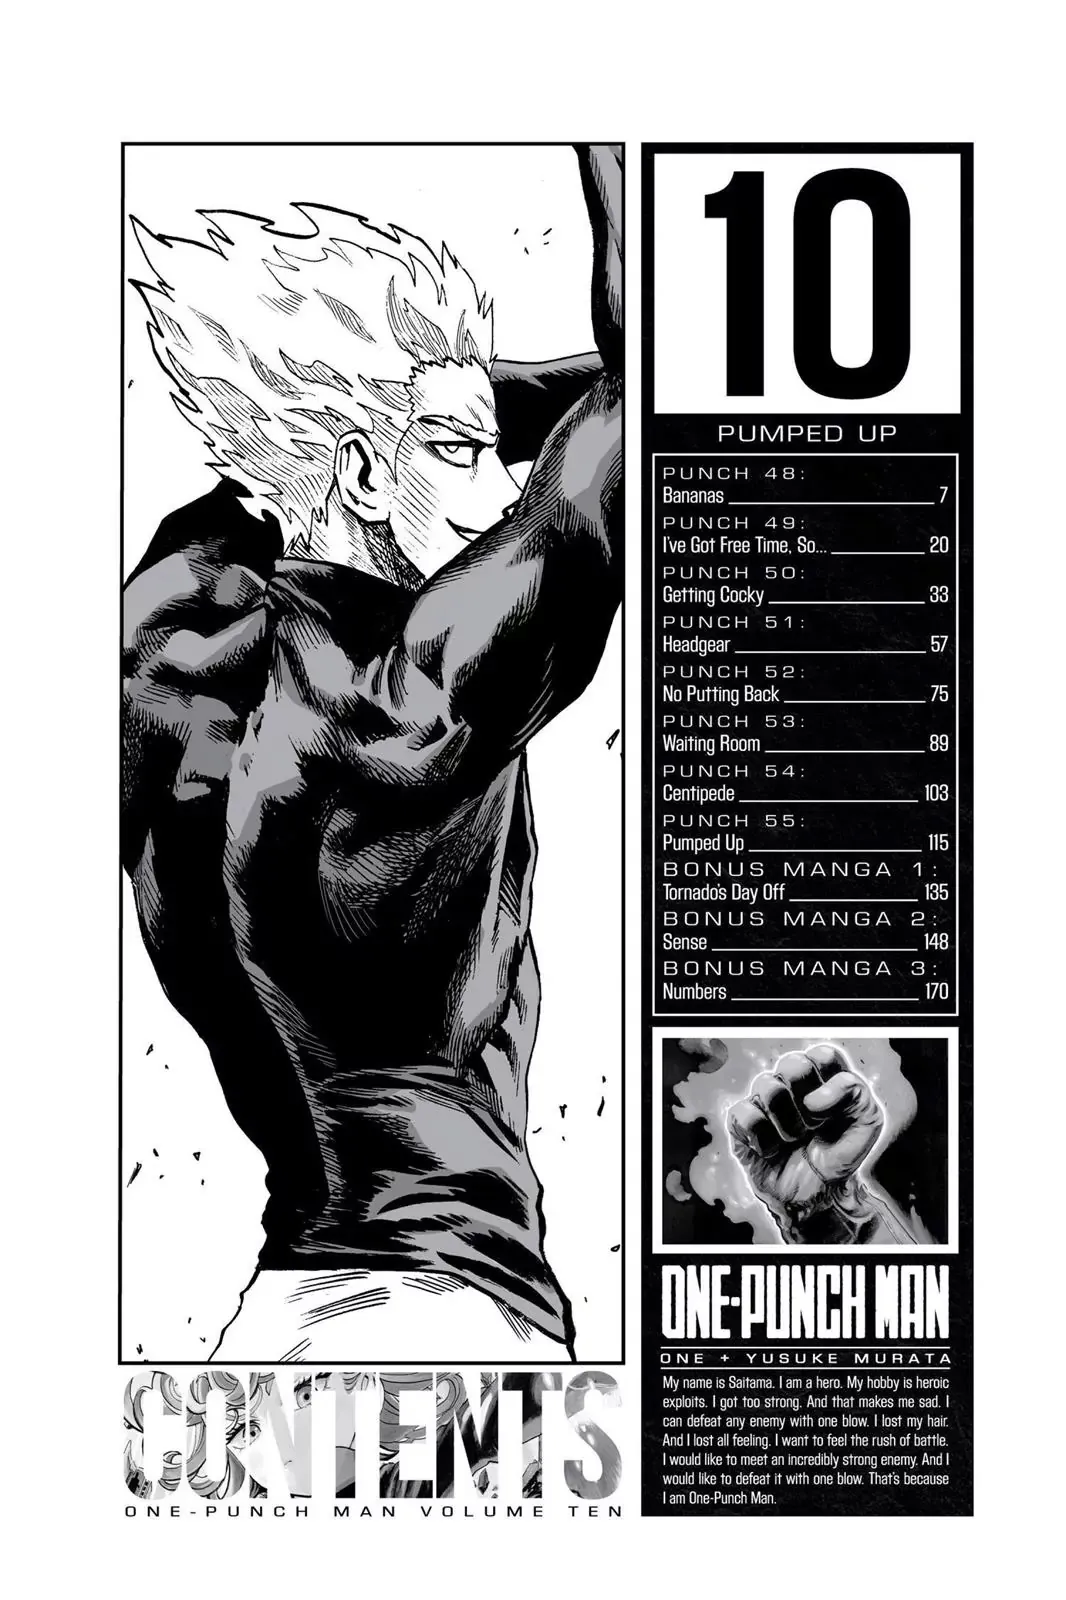 10
PUMPED UP
PUNCH 48:
Bananas 7
PUNCH 49:
I've Got Free Time, So... 20
PUNCH 50:
Getting Cocky 33
PUNCH 51:
Headgear 57
PUNCH 52:
No Putting Back 75
PUNCH 53:
Waiting Room 89
PUNCH 54:
Centipede 103
PUNCH 55:
Pumped Up 115
BONUS MANGA 1:
Tornado's Day Off 135
BONUS MANGA 2:
Sense 148
BONUS MANGA 3:
Numbers 170
ONE-PUNCH MAN
ONE + YUSUKE MURATA
My name is Saitama. I am a hero. My hobby is heroic
exploits. I got too strong. And that makes me sad. I
can defeat any enemy with one blow. I lost my hair.
And I lost all feeling. I want to feel the rush of battle.
I would like to meet an incredibly strong enemy. And I
would like to defeat it with one blow. That's because
I am One-Punch Man.
CONTENTS
ONE-PUNCH MAN VOLUME TEN